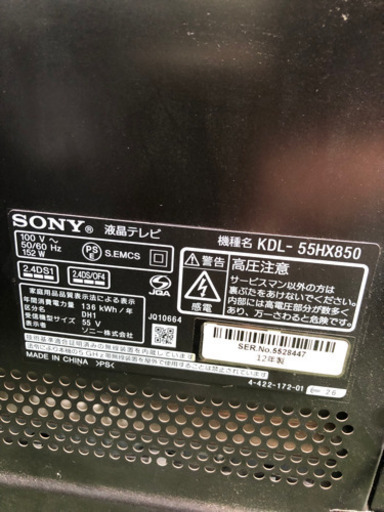 SONY® 液晶テレビ
機種名 KDL-55HX850
100 V～
50/60 Hz
152 W
PSE
S.EMCS
2.4DS1
2.4DS/OF4
JQA
警告 高圧注意
サービスマン以外の方は
裏ぶたをあけないでください。
内部には高電圧部分が数多く
あり、万一さわると危険です。
家庭用品品質表示法による表示
年間消費電力量 136 kWh/年
区分名 DH1
受信機型サイズ 55 V
ソニー株式会社
JQ10664
MADE IN CHINA >PS<
SER.No.5528447
12年製
4-422-172-01